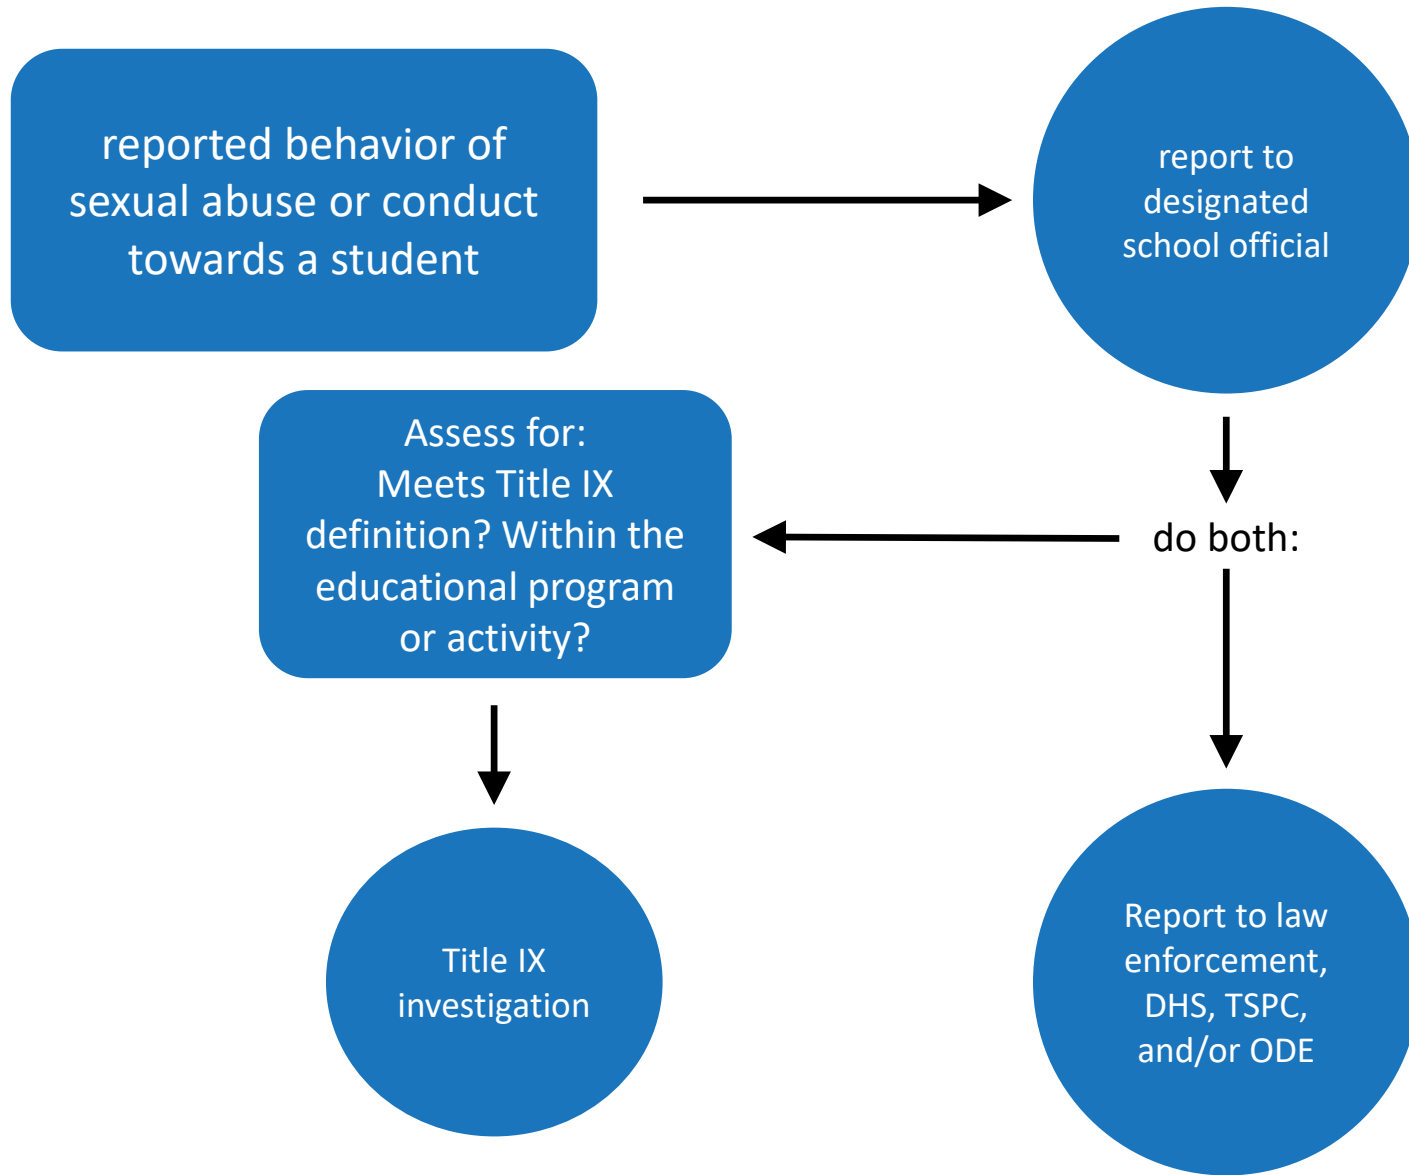 reported behavior of
sexual abuse or conduct
towards a student
report to
designated
school official
Assess for:
Meets Title IX
definition? Within the
educational program
or activity?
do both:
Title IX
investigation
Report to law
enforcement,
DHS, TSPC,
and/or ODE